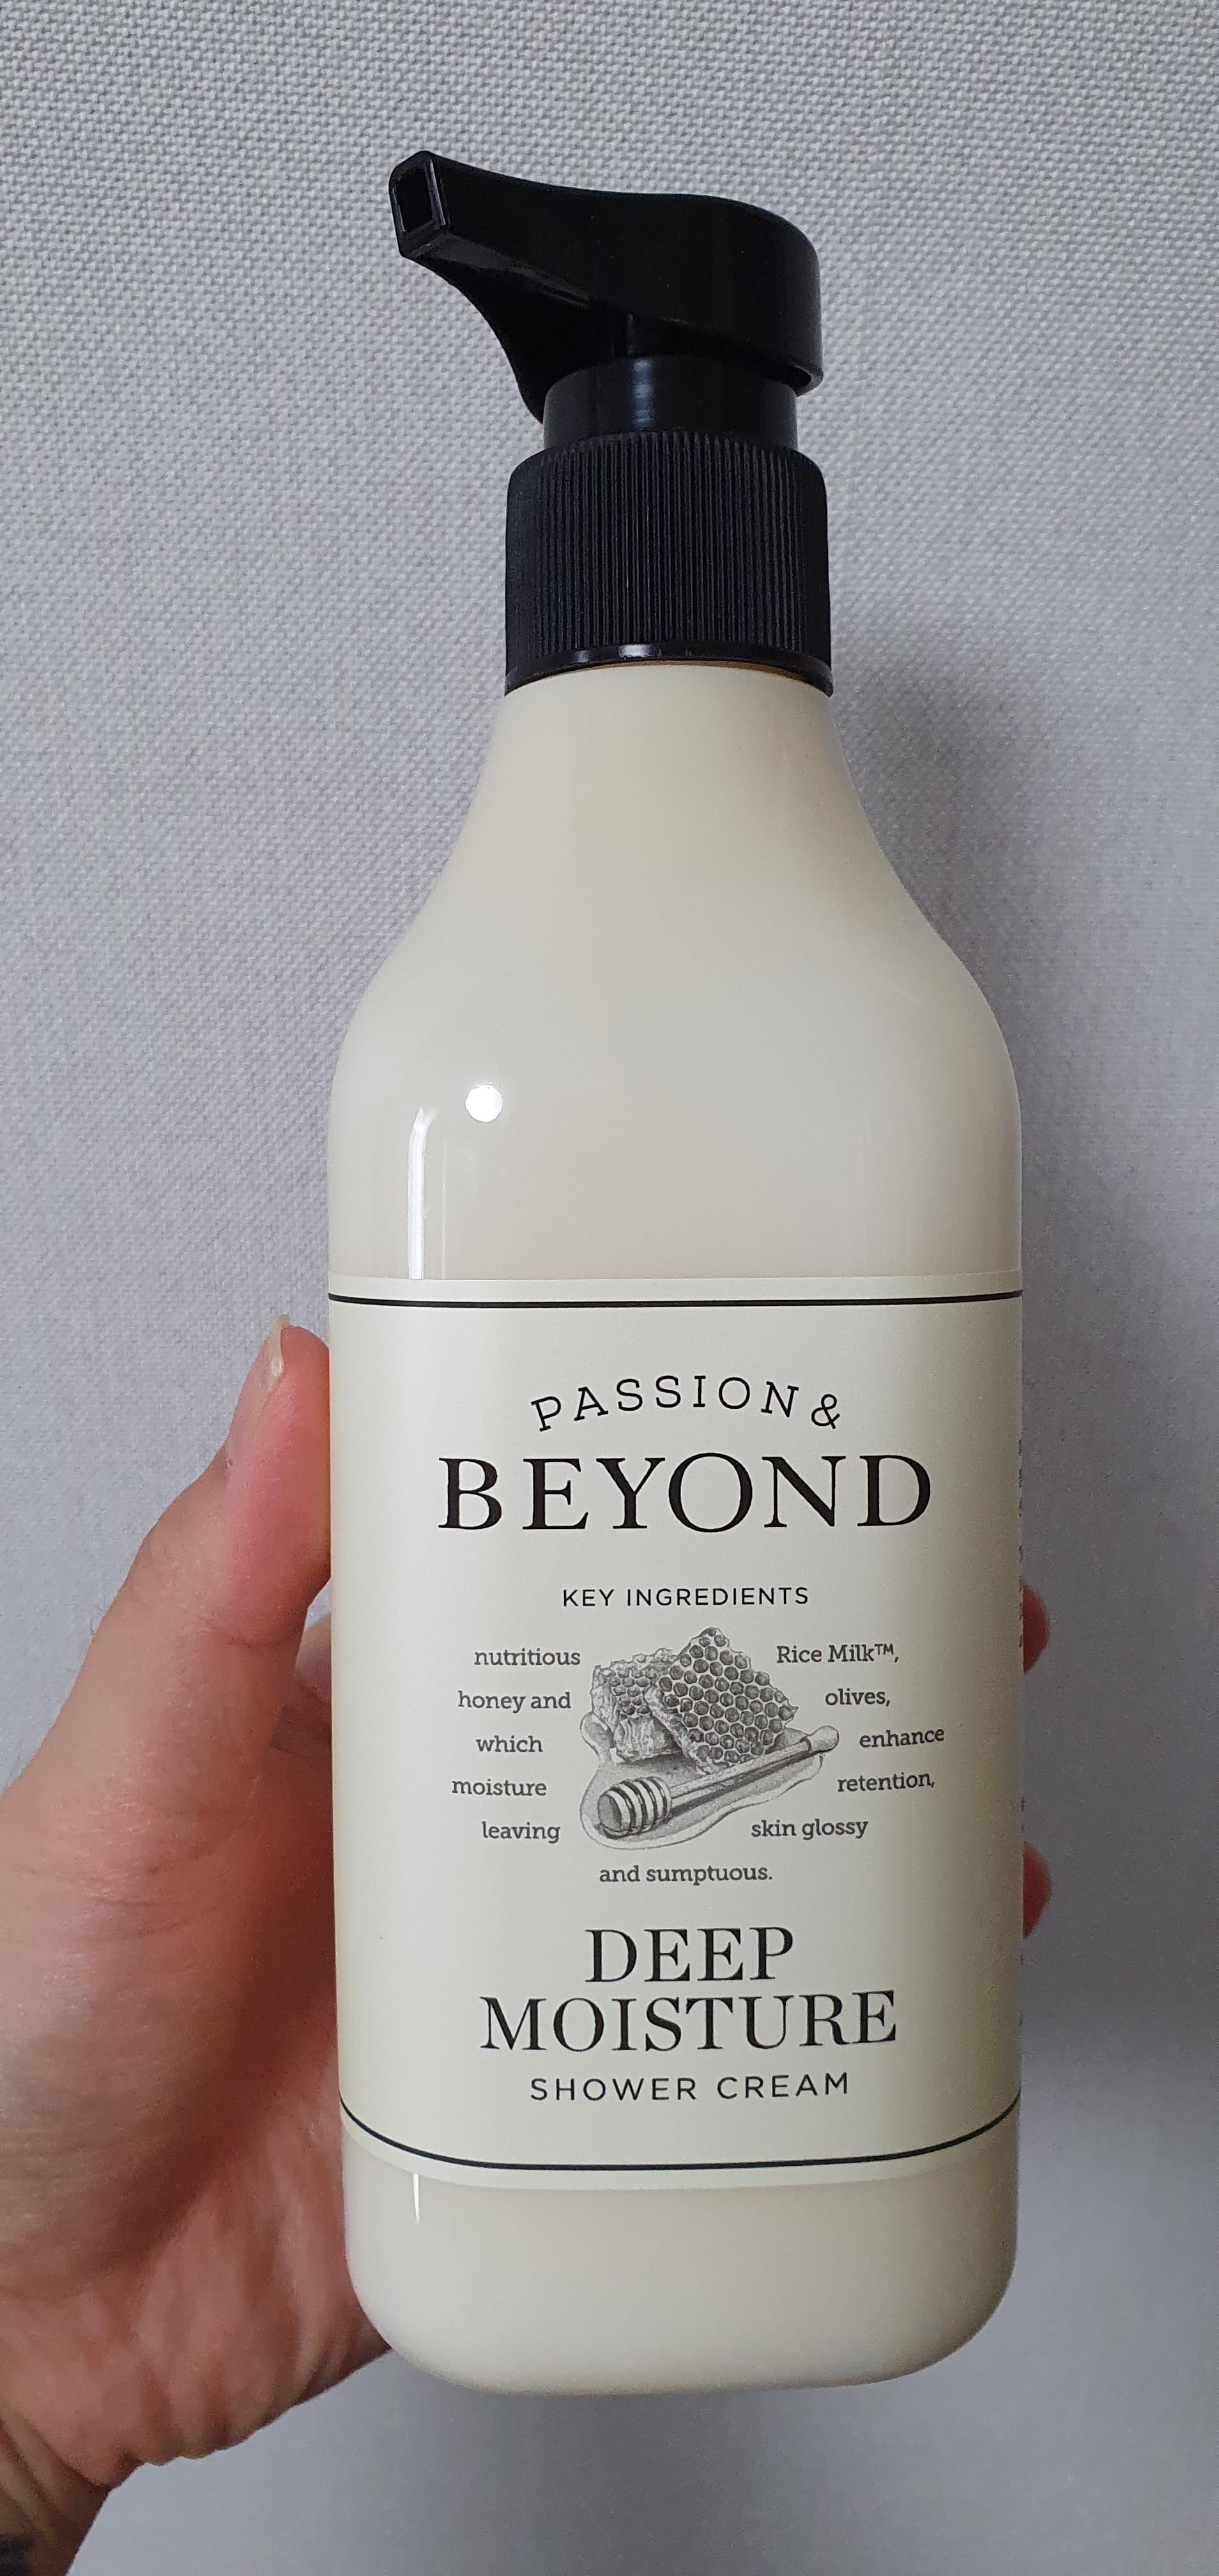 PASSION &
BEYOND
KEY INGREDIENTS
nutritious Rice Milk™,
honey and olives,
which enhance
moisture retention,
leaving skin glossy
and sumptuous.
DEEP
MOISTURE
SHOWER CREAM